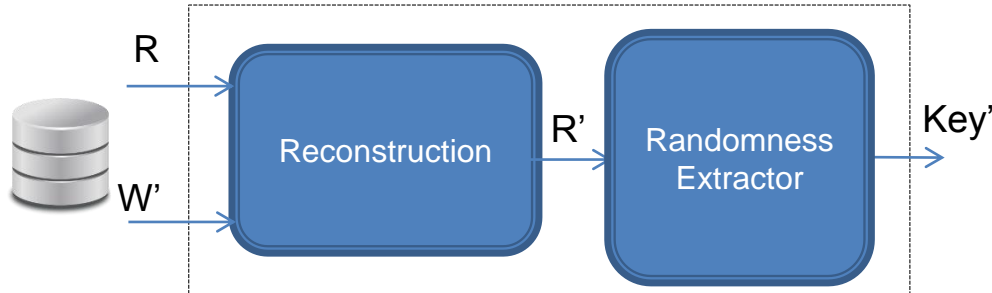 R
Reconstruction
W’
R’
Randomness
Extractor
Key’